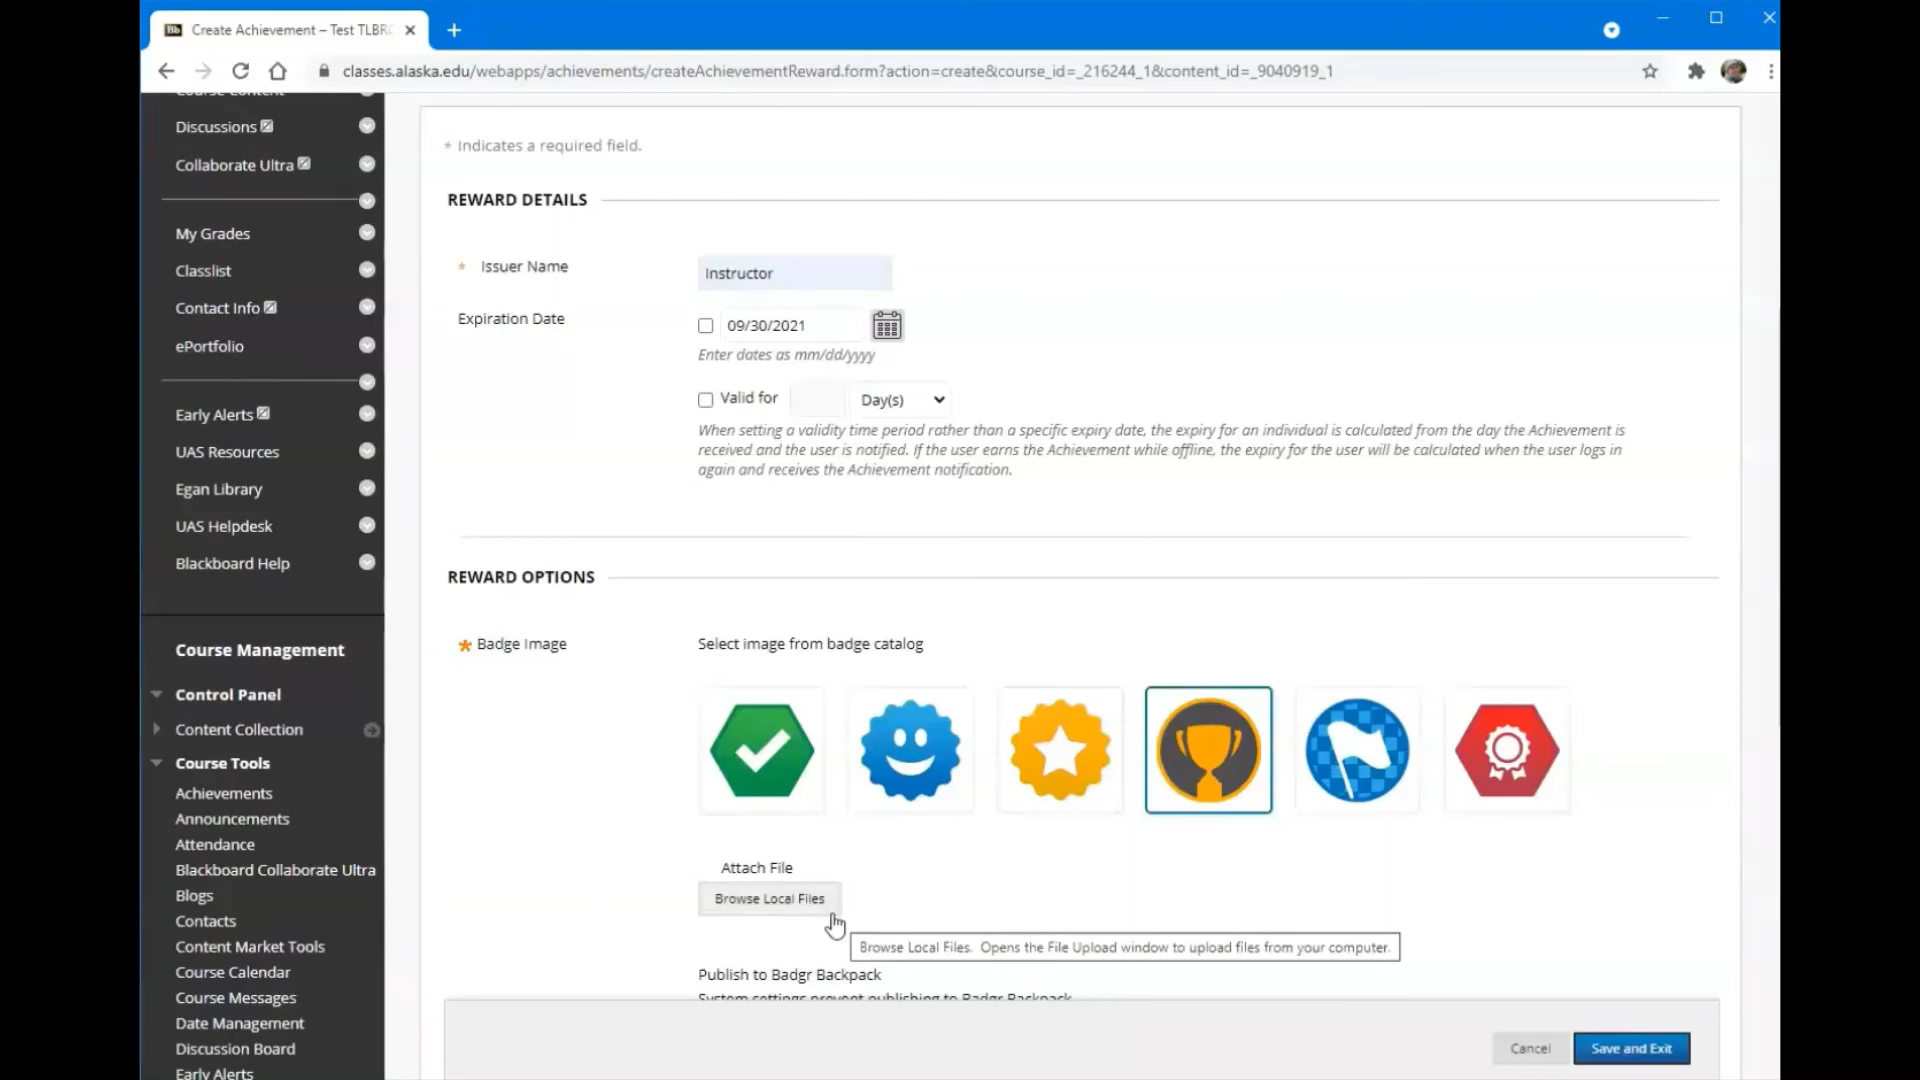 Bb Create Achievement – Test TLBRC
classes.alaska.edu/webapps/achievements/createAchievementReward.form?action=create&course_id=_216244_1&content_id=_9040919_1
Course Content
Discussions
Collaborate Ultra
My Grades
Classlist
Contact Info
ePortfolio
Early Alerts
UAS Resources
Egan Library
UAS Helpdesk
Blackboard Help
Course Management
Control Panel
Content Collection
Course Tools
Achievements
Announcements
Attendance
Blackboard Collaborate Ultra
Blogs
Contacts
Content Market Tools
Course Calendar
Course Messages
Date Management
Discussion Board
Early Alerts
* Indicates a required field.
REWARD DETAILS
* Issuer Name
Instructor
Expiration Date
09/30/2021
Enter dates as mm/dd/yyyy
Valid for
Day(s)
When setting a validity time period rather than a specific expiry date, the expiry for an individual is calculated from the day the Achievement is
received and the user is notified. If the user earns the Achievement while offline, the expiry for the user will be calculated when the user logs in
again and receives the Achievement notification.
REWARD OPTIONS
* Badge Image
Select image from badge catalog
Attach File
Browse Local Files
Browse Local Files. Opens the File Upload window to upload files from your computer.
Publish to Badgr Backpack
System settings prevent publishing to Badgr Backpack
Cancel
Save and Exit